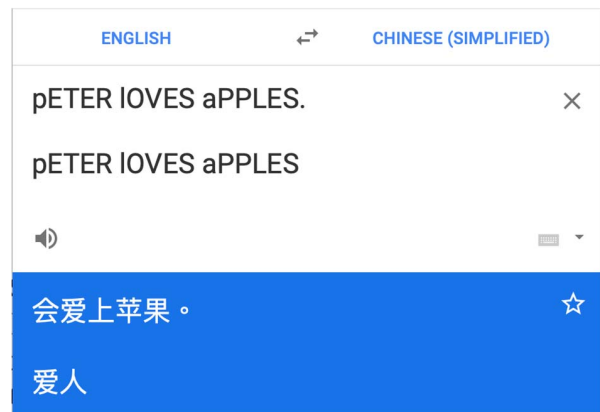 ENGLISH CHINESE (SIMPLIFIED)
pETER lOVES aPPLES.
pETER lOVES aPPLES
会爱上苹果。
爱人